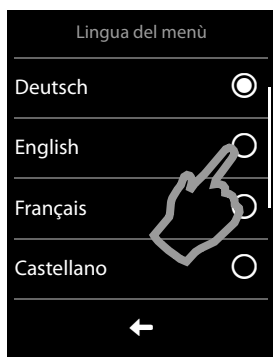 Lingua del menù
Deutsch
English
Français
Castellano